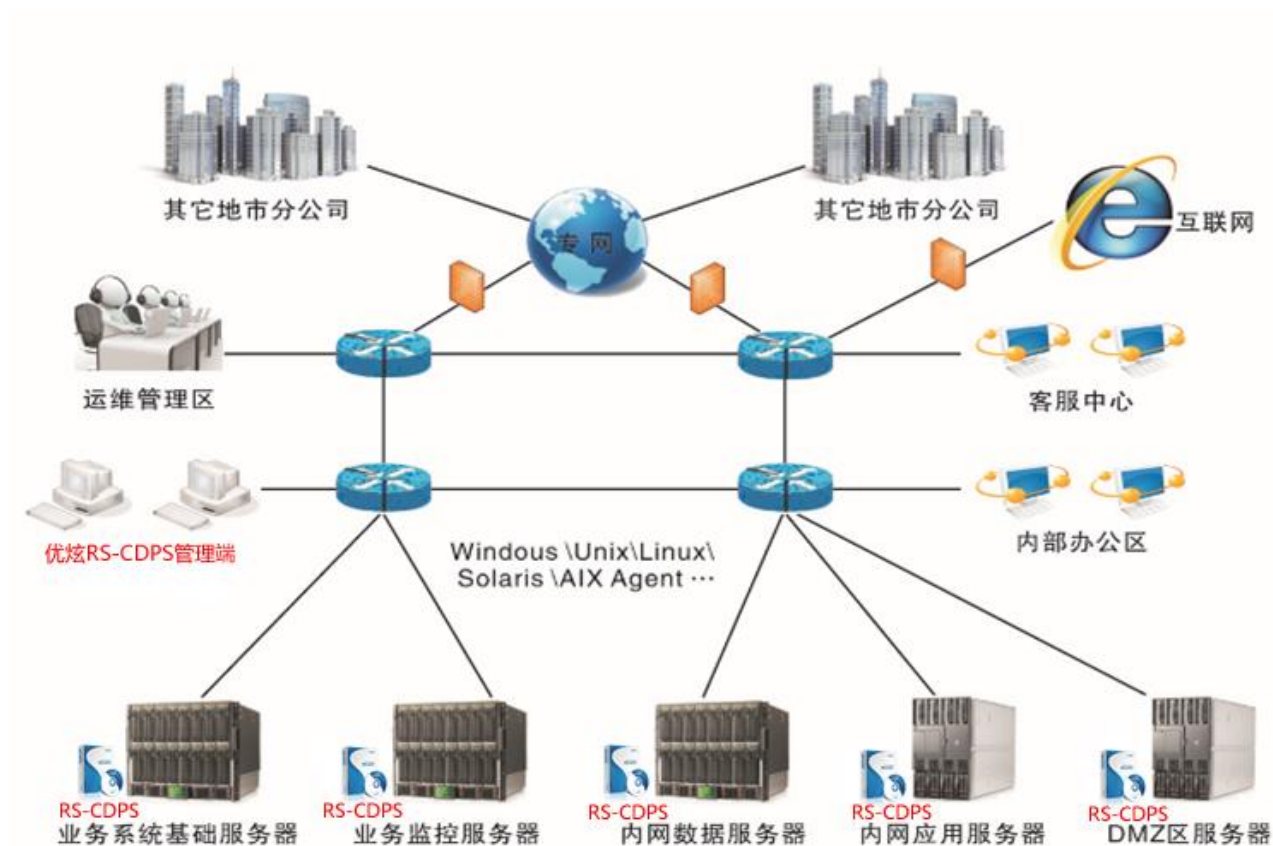 其它地市分公司
其它地市分公司
专网
互联网
运维管理区
客服中心
优炫RS-CDPS管理端
内部办公区
Windous \Unix\Linux\
Solaris \AIX Agent ···
RS-CDPS
业务系统基础服务器
RS-CDPS
业务监控服务器
RS-CDPS
内网数据服务器
RS-CDPS
内网应用服务器
RS-CDPS
DMZ区服务器